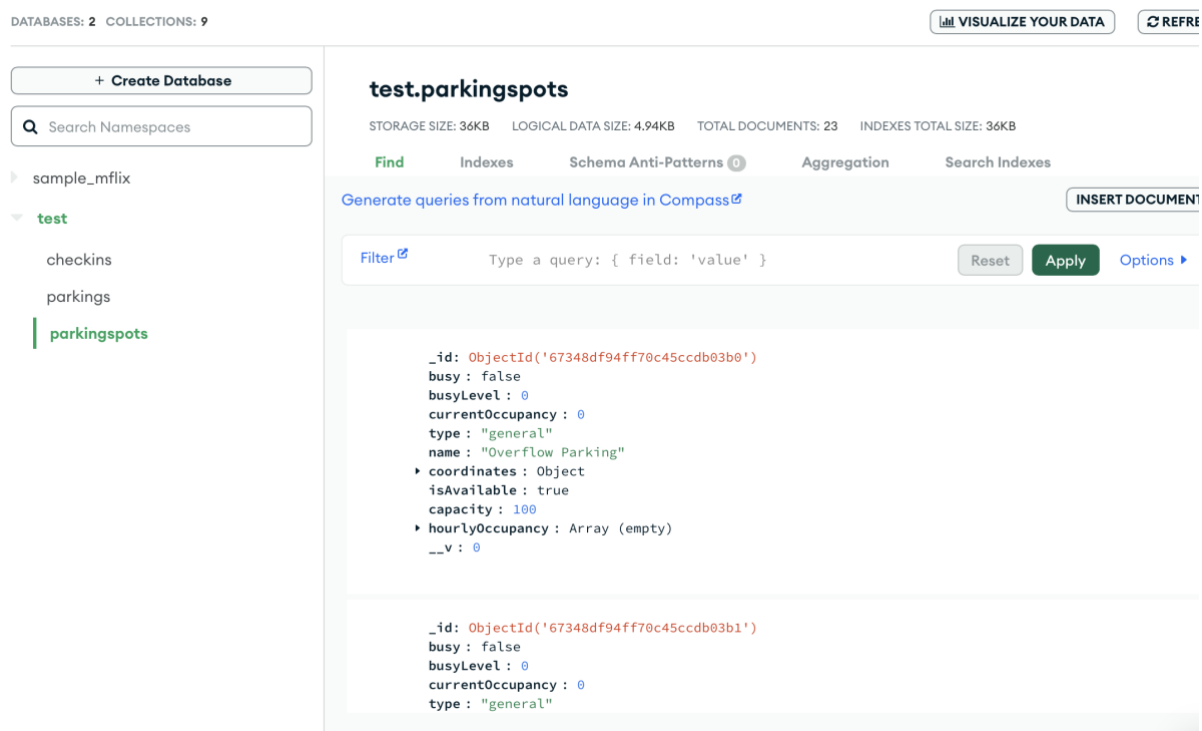 DATABASES: 2 COLLECTIONS: 9
VISUALIZE YOUR DATA
REFRE
+ Create Database
Search Namespaces
sample_mflix
test
checkins
parkings
parkingspots
test.parkingspots
STORAGE SIZE: 36KB LOGICAL DATA SIZE: 4.94KB TOTAL DOCUMENTS: 23 INDEXES TOTAL SIZE: 36KB
Find Indexes Schema Anti-Patterns 0 Aggregation Search Indexes
Generate queries from natural language in Compass
INSERT DOCUMENT
Filter Type a query: { field: 'value' } Reset Apply Options
_id: ObjectId('67348df94ff70c45ccdb03b0')
busy : false
busyLevel : 0
currentOccupancy : 0
type : "general"
name : "Overflow Parking"
coordinates : Object
isAvailable : true
capacity : 100
hourlyOccupancy : Array (empty)
__v : 0
_id: ObjectId('67348df94ff70c45ccdb03b1')
busy : false
busyLevel : 0
currentOccupancy : 0
type : "general"